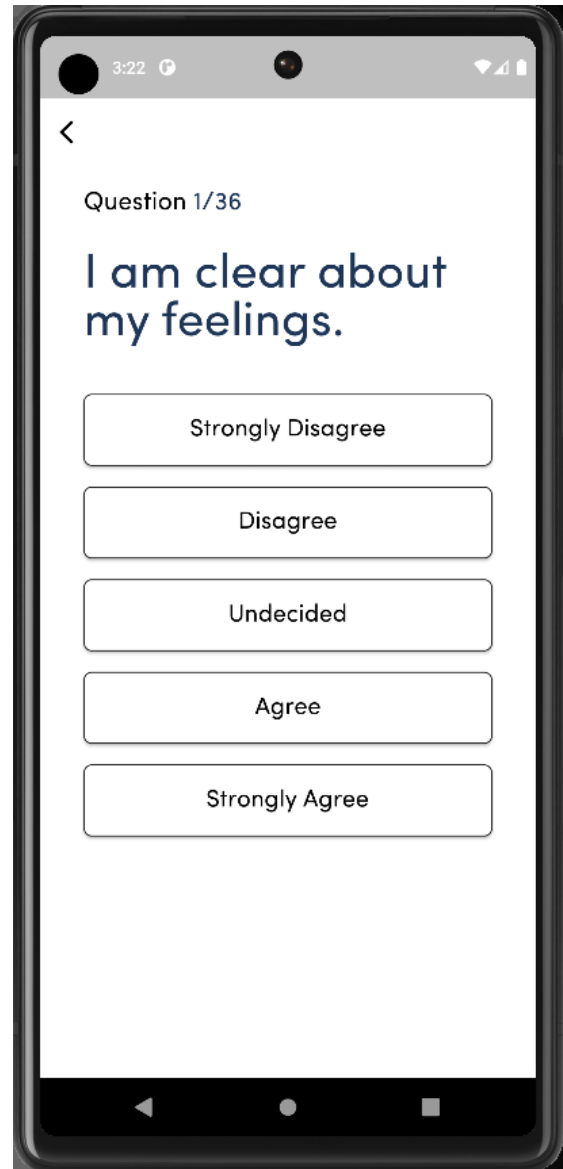 3:22
Question 1/36
I am clear about
my feelings.
Strongly Disagree
Disagree
Undecided
Agree
Strongly Agree